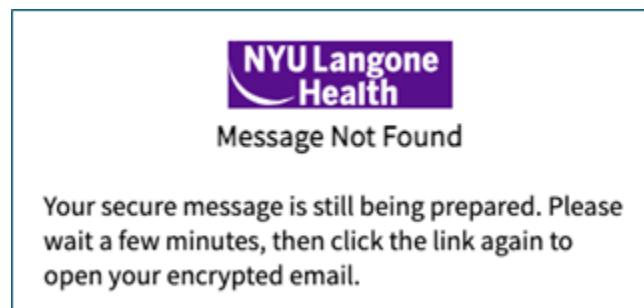 NYU Langone
Health
Message Not Found
Your secure message is still being prepared. Please
wait a few minutes, then click the link again to
open your encrypted email.